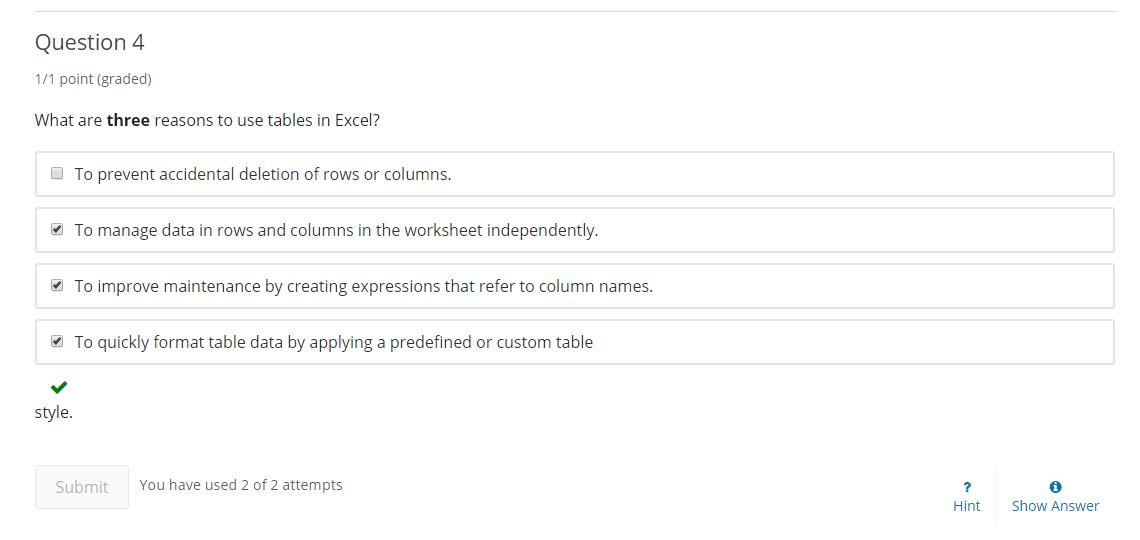 Question 4
1/1 point (graded)
What are three reasons to use tables in Excel?
To prevent accidental deletion of rows or columns.
To manage data in rows and columns in the worksheet independently.
To improve maintenance by creating expressions that refer to column names.
To quickly format table data by applying a predefined or custom table
style.
Submit
You have used 2 of 2 attempts
?
Hint
Show Answer